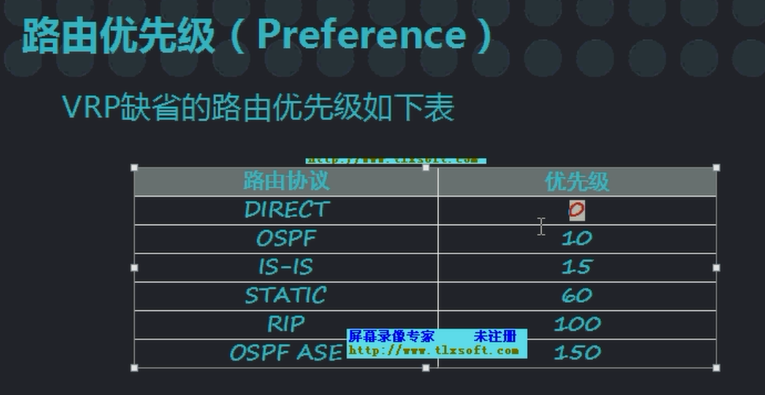 路由优先级（Preference）
VRP缺省的路由优先级如下表
http://www.tlxsoft.com
路由协议 优先级
DIRECT 0
OSPF 10
IS-IS 15
STATIC 60
RIP 100
屏幕录像专家 未注册
http://www.tlxsoft.com
OSPF ASE 150